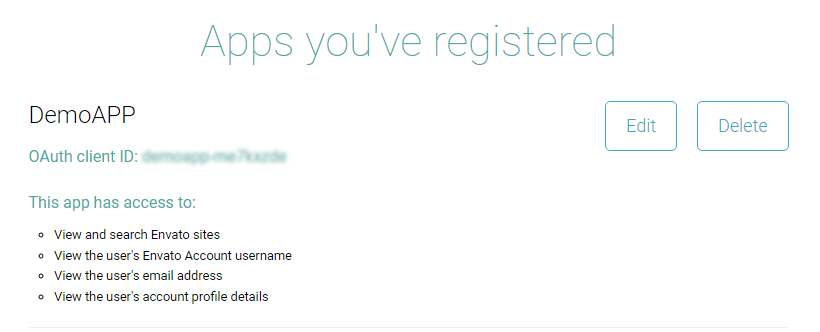 Apps you've registered
DemoAPP
Edit
Delete
OAuth client ID:
This app has access to:
View and search Envato sites
View the user's Envato Account username
View the user's email address
View the user's account profile details